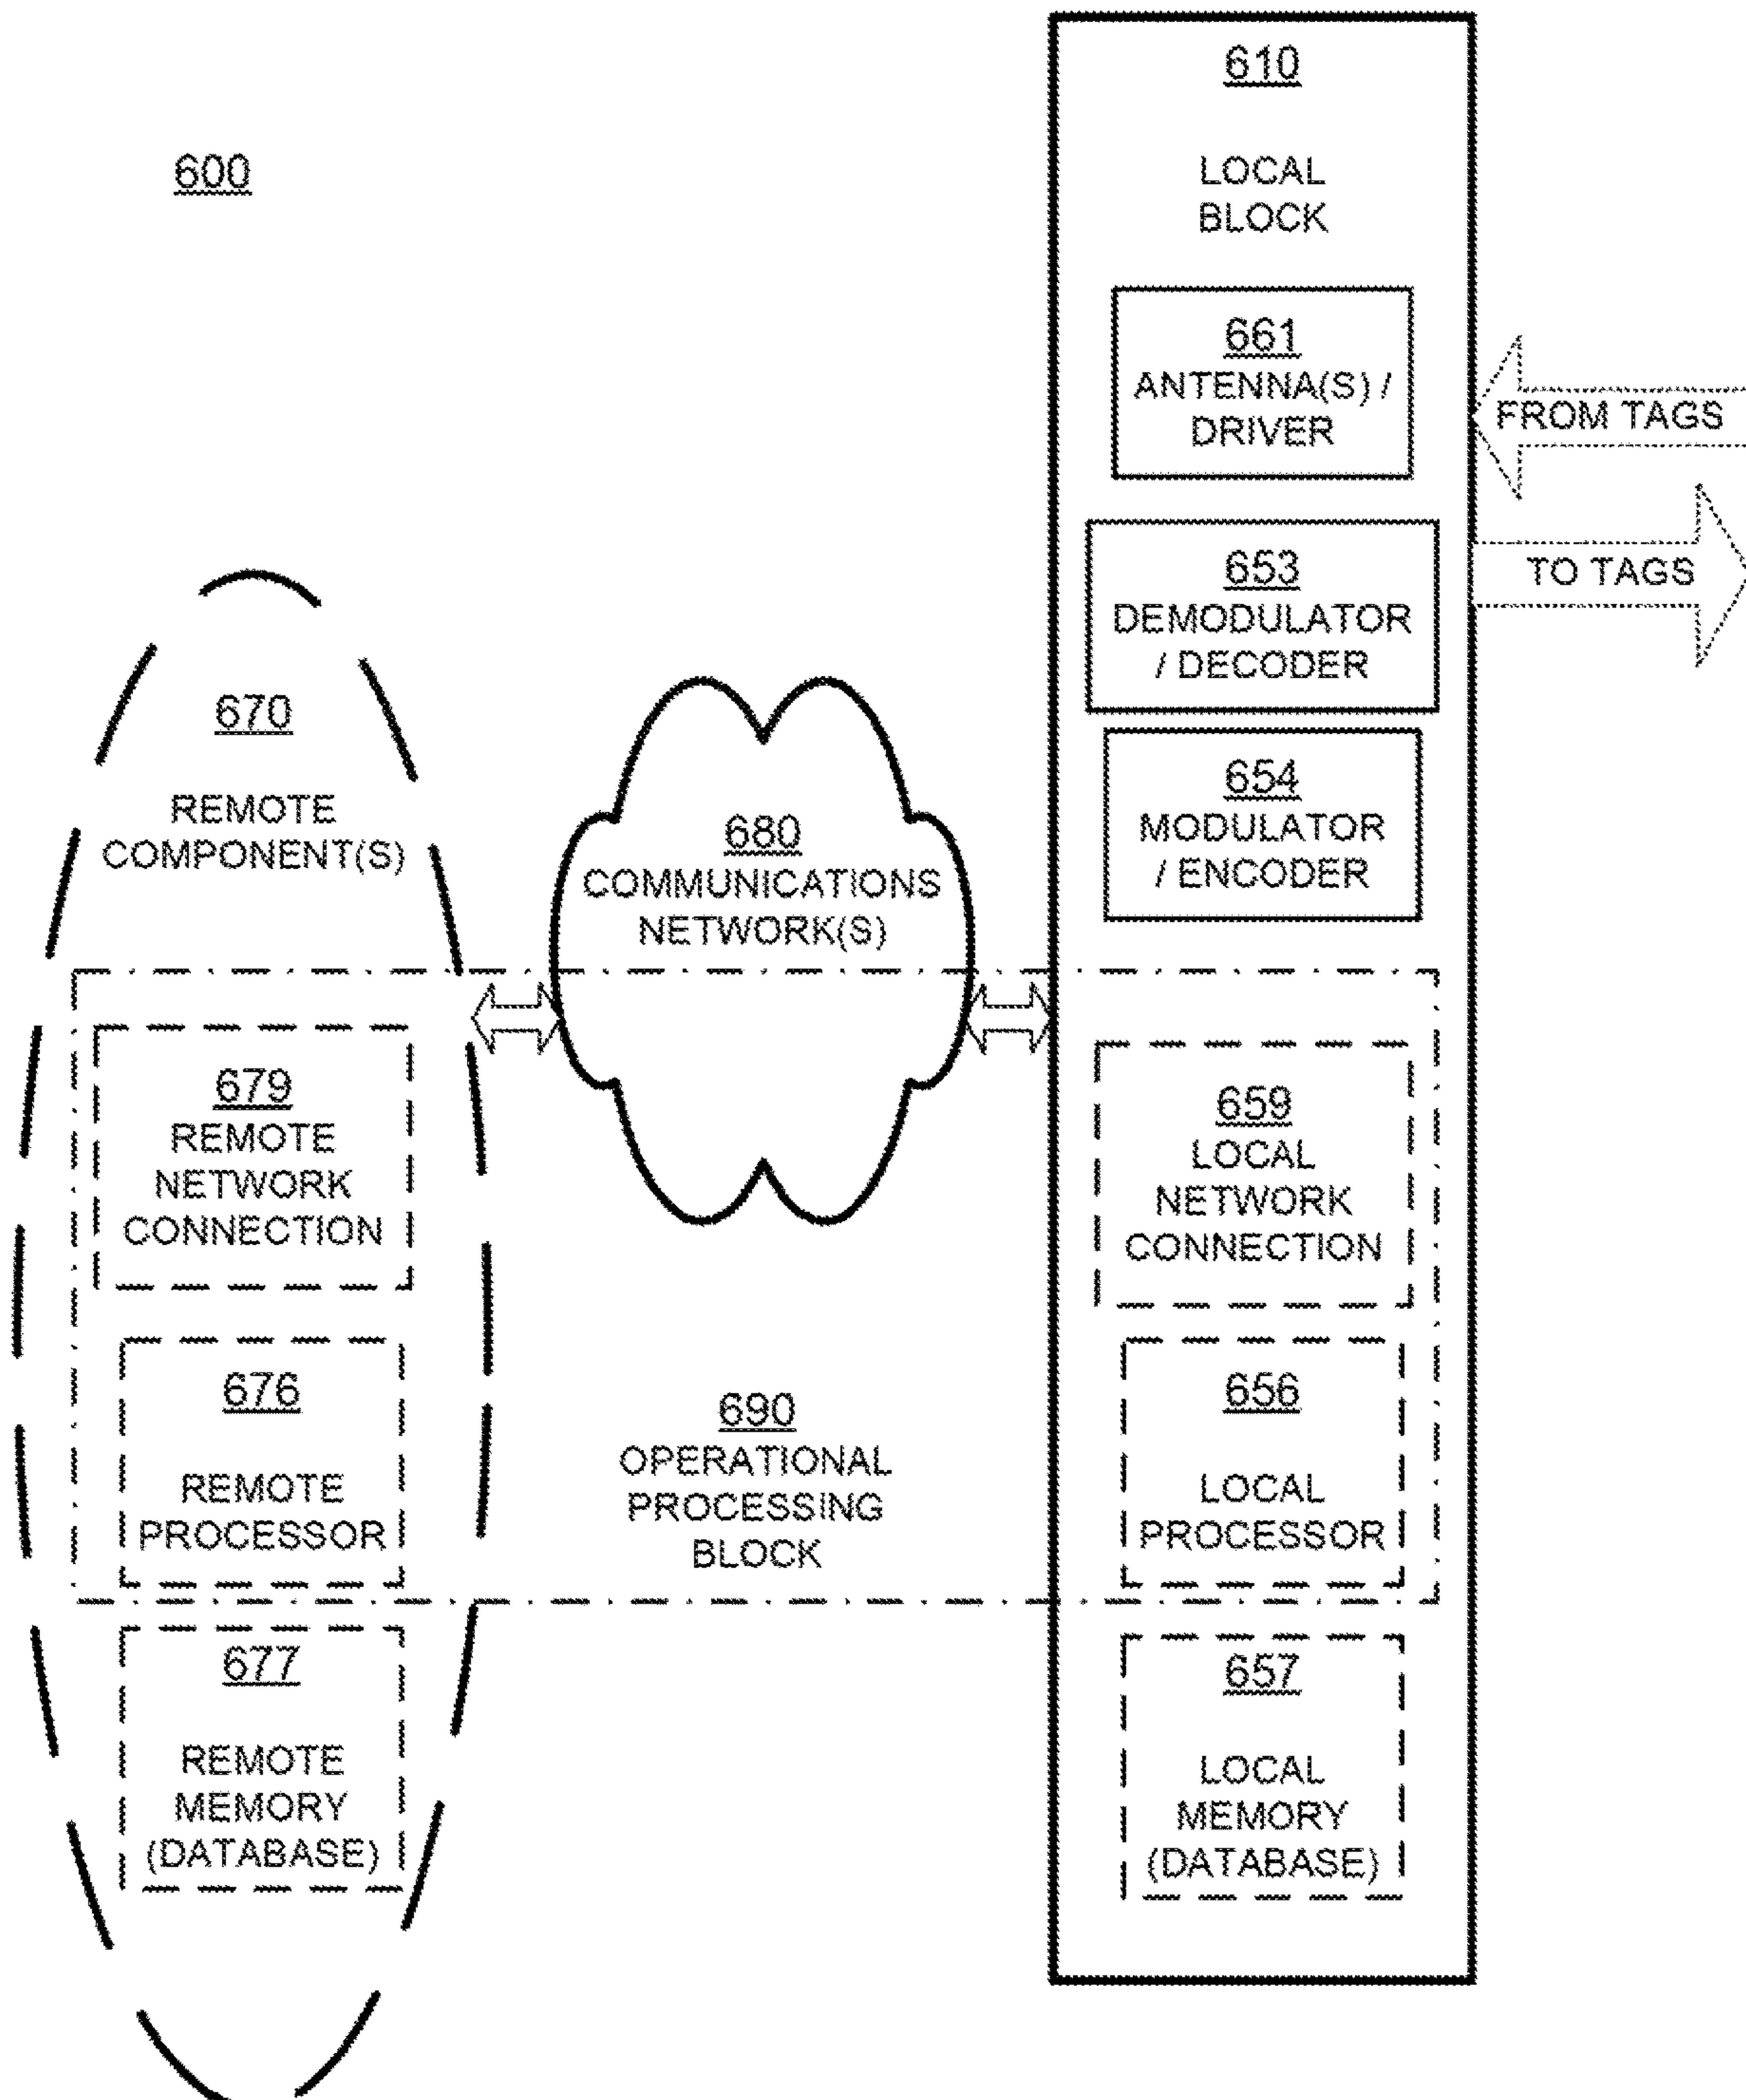 600
610
LOCAL
BLOCK
661
ANTENNA(S) /
DRIVER
FROM TAGS
653
DEMODULATOR
/ DECODER
TO TAGS
654
MODULATOR
/ ENCODER
670
REMOTE
COMPONENT(S)
680
COMMUNICATIONS
NETWORK(S)
679
REMOTE
NETWORK
CONNECTION
659
LOCAL
NETWORK
CONNECTION
676
REMOTE
PROCESSOR
690
OPERATIONAL
PROCESSING
BLOCK
656
LOCAL
PROCESSOR
677
REMOTE
MEMORY
(DATABASE)
657
LOCAL
MEMORY
(DATABASE)